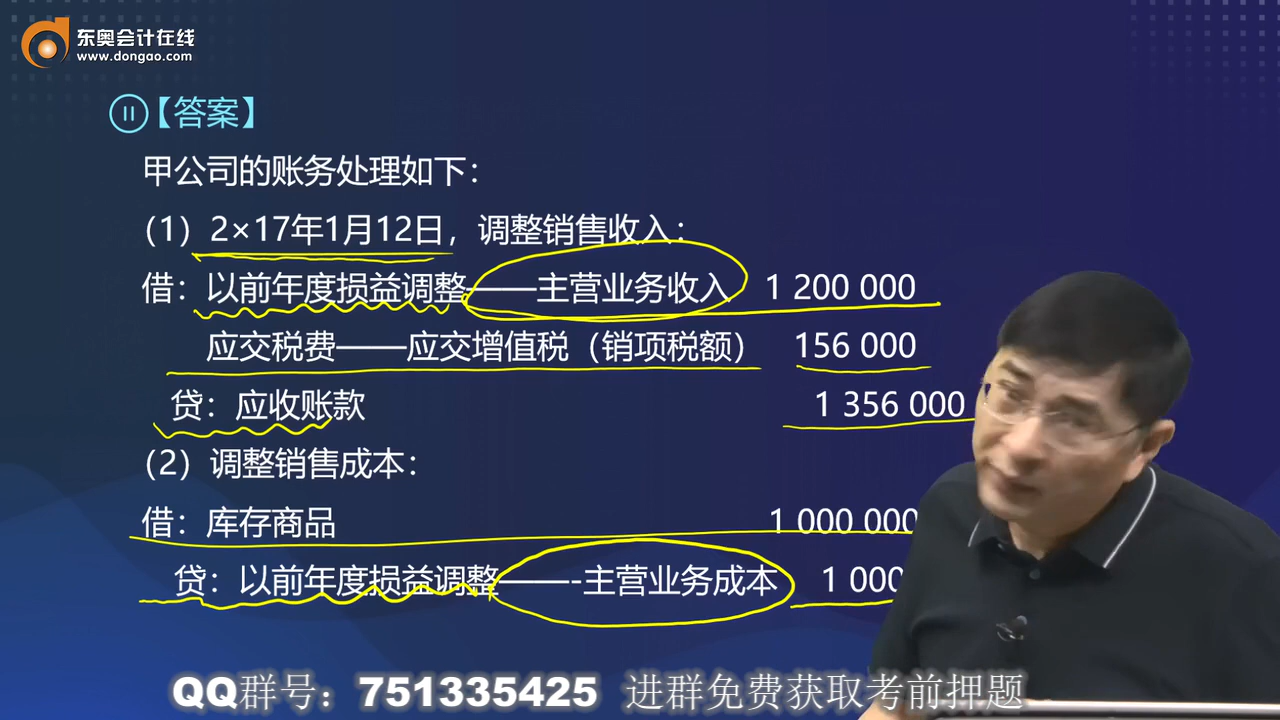 东奥会计在线
www.dongao.com
【答案】
甲公司的账务处理如下：
（1）2×17年1月12日，调整销售收入：
借：以前年度损益调整——主营业务收入 1 200 000
应交税费——应交增值税（销项税额） 156 000
贷：应收账款 1 356 000
（2）调整销售成本：
借：库存商品 1 000 000
贷：以前年度损益调整——-主营业务成本 1 000
QQ群号：751335425 进群免费获取考前押题